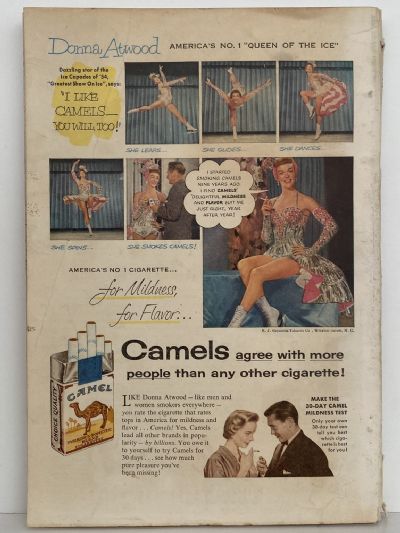 Donna Atwood
AMERICA'S NO. 1 "QUEEN OF THE ICE"
Dazzling star of the
Ice Capades of '54,
"Greatest Show On Ice", says:
"I LIKE
CAMELS—
YOU WILL TOO!"
SHE LEAPS...
SHE GLIDES...
SHE DANCES...
SHE SPINS...
SHE SMOKES CAMELS!
I STARTED
SMOKING CAMELS
NINE YEARS AGO.
I FIND CAMELS'
DELIGHTFUL MILDNESS
AND FLAVOR SUIT ME
JUST RIGHT, YEAR
AFTER YEAR!
R. J. Reynolds Tobacco Co., Winston-Salem, N. C.
AMERICA'S NO. 1 CIGARETTE...
for Mildness,
for Flavor...
Camels agree with more
people than any other cigarette!
CAMEL
CHOICE QUALITY
LIKE Donna Atwood — like men and
women smokers everywhere —
you rate the cigarette that rates
tops in America for mildness and
flavor... Camels! Yes, Camels
lead all other brands in popu-
larity — by billions. You owe it
to yourself to try Camels for
30 days... see how much
pure pleasure you've
been missing!
MAKE THE
30-DAY CAMEL
MILDNESS TEST
Only your own
30-day test can
tell you best
which ciga-
rette is best
for you!